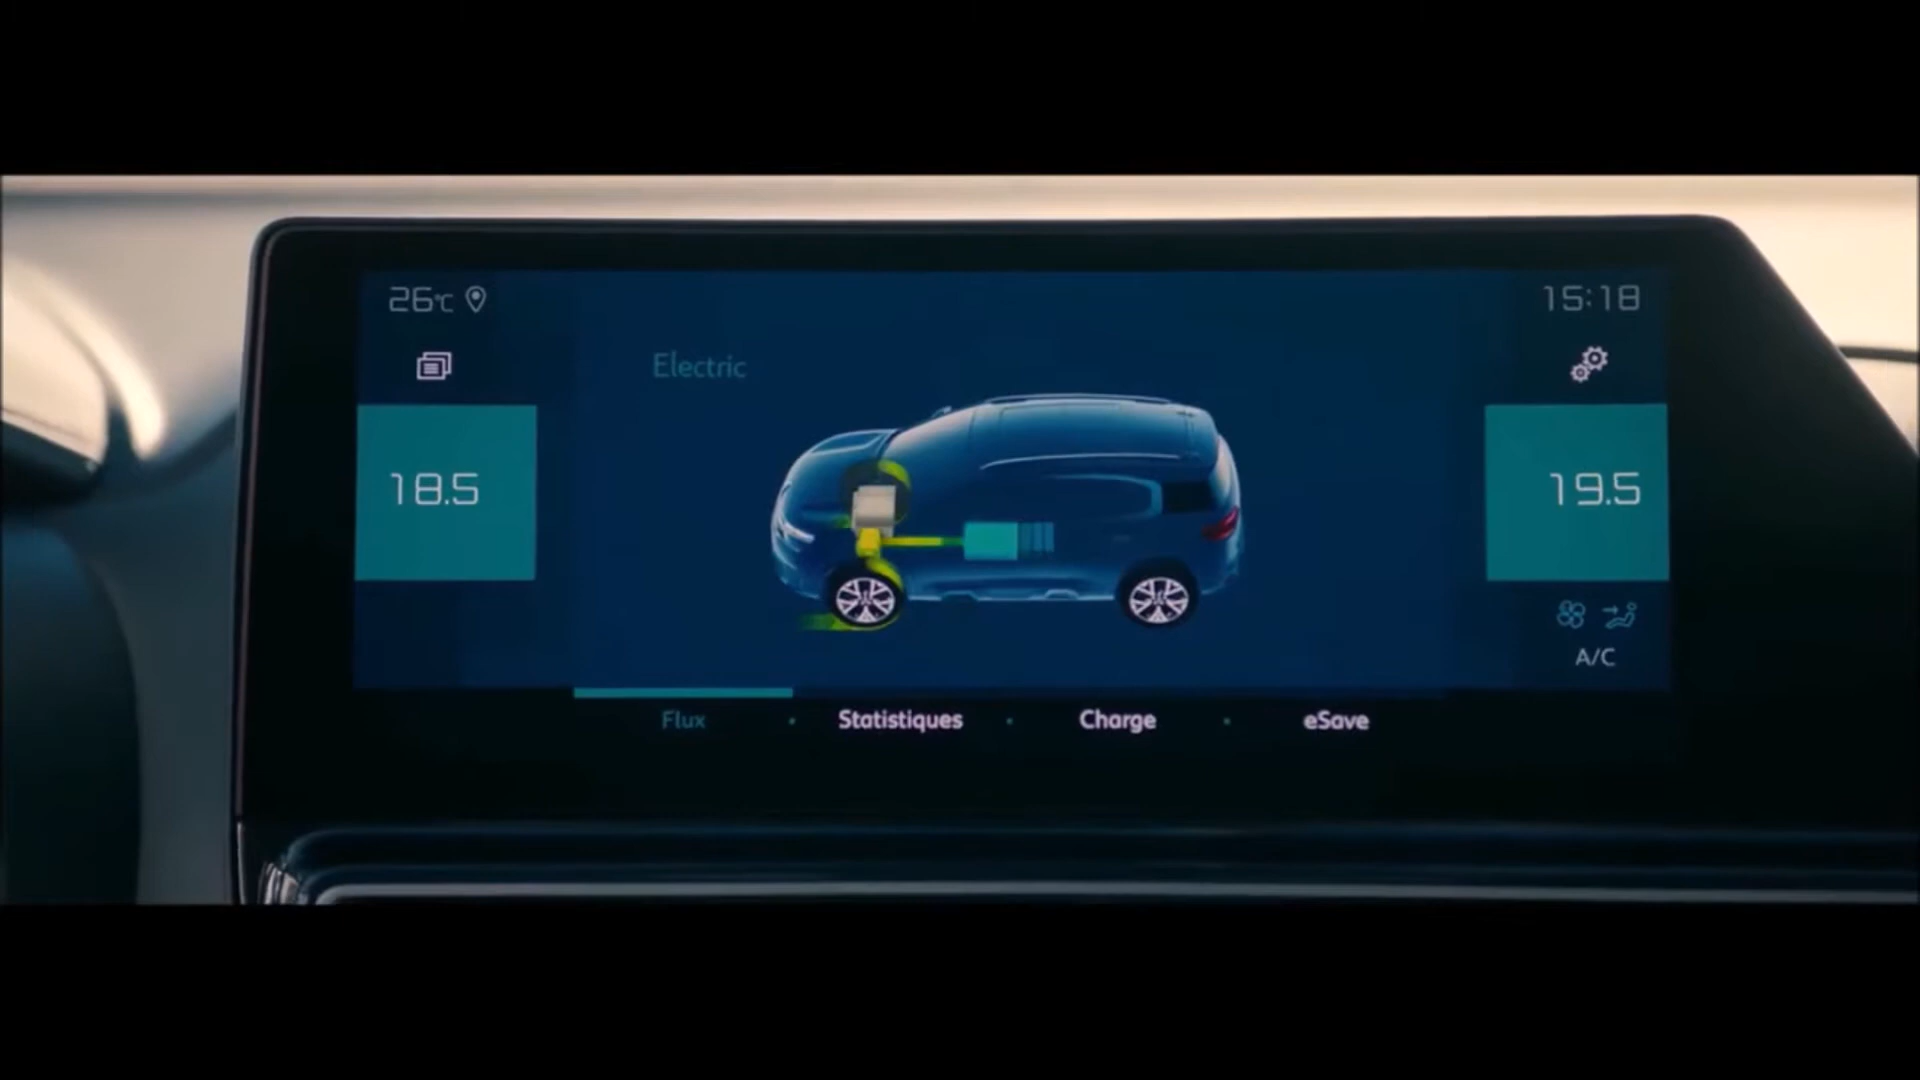 26°C
15:18
Electric
18.5
19.5
A/C
Flux • Statistiques • Charge • eSave